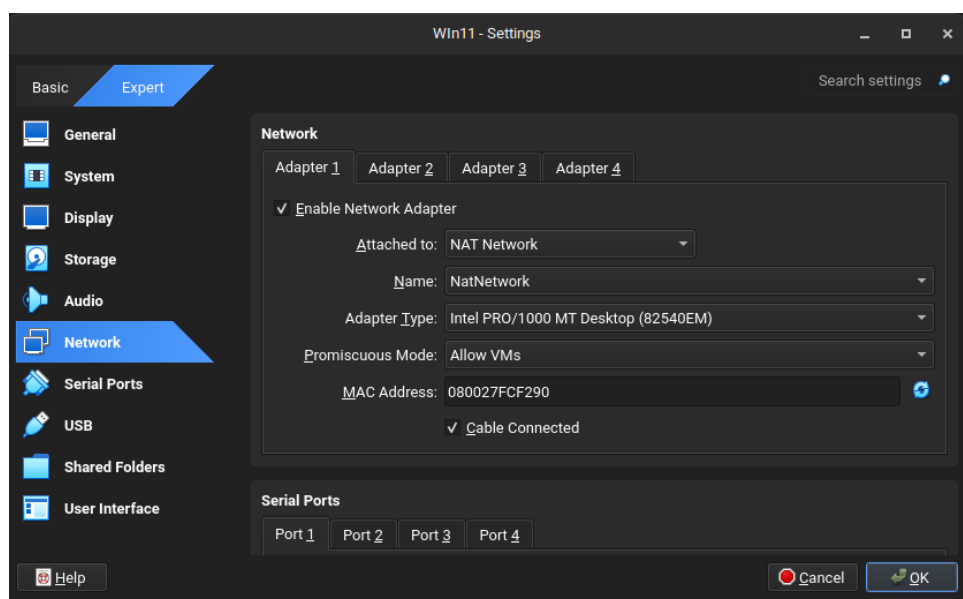 WIn11 - Settings
Basic
Expert
Search settings
General
System
Display
Storage
Audio
Network
Serial Ports
USB
Shared Folders
User Interface
Network
Adapter 1 Adapter 2 Adapter 3 Adapter 4
Enable Network Adapter
Attached to: NAT Network
Name: NatNetwork
Adapter Type: Intel PRO/1000 MT Desktop (82540EM)
Promiscuous Mode: Allow VMs
MAC Address: 080027FCF290
Cable Connected
Serial Ports
Port 1 Port 2 Port 3 Port 4
Help
Cancel
OK